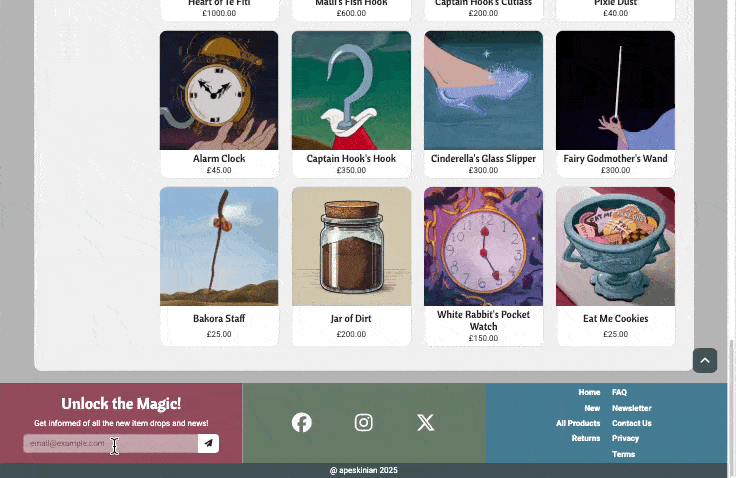 Heart of Te Fiti
Maui's Fish Hook
Captain Hook's Cutlass
Pixie Dust
£1000.00
£600.00
£200.00
£40.00
Alarm Clock
Captain Hook's Hook
Cinderella's Glass Slipper
Fairy Godmother's Wand
£45.00
£350.00
£300.00
£300.00
EAT ME
Bakora Staff
Jar of Dirt
White Rabbit's Pocket
Watch
Eat Me Cookies
£25.00
£200.00
£150.00
£25.00
Unlock the Magic!
Get informed of all the new item drops and news!
email@example.com
Home
New
All Products
Returns
FAQ
Newsletter
Contact Us
Privacy
Terms
@ apeskinian 2025